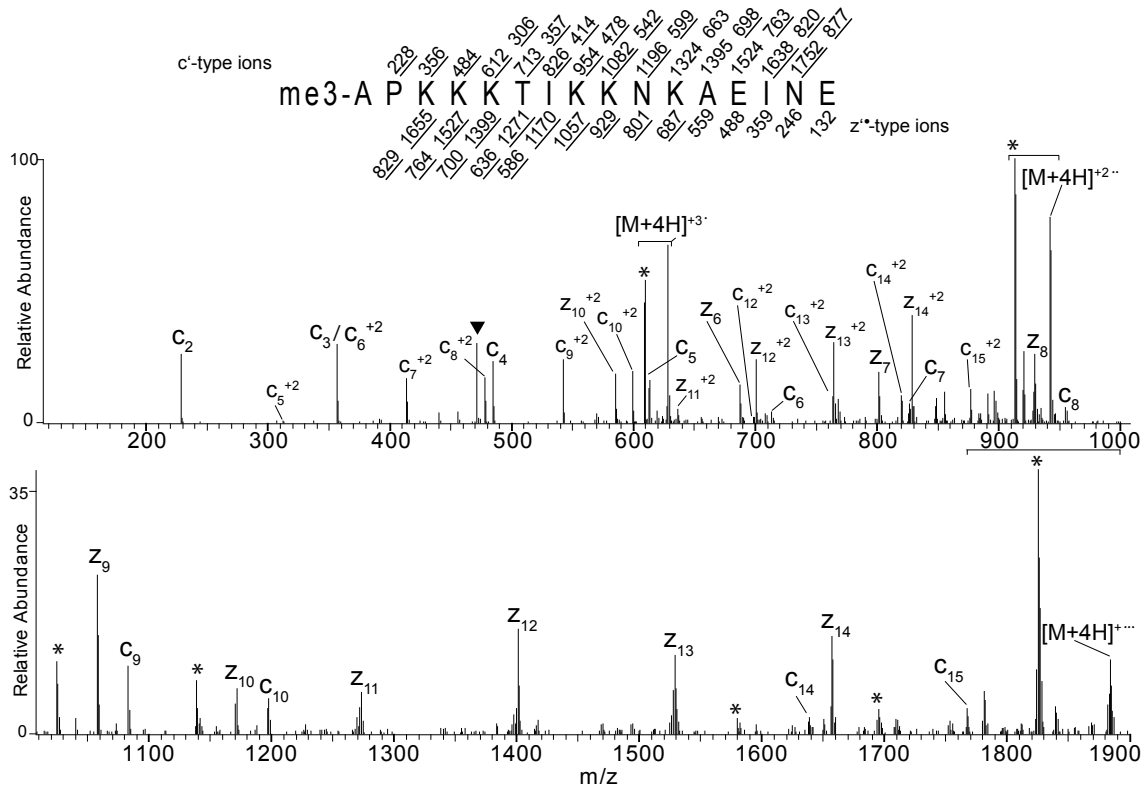 228 356 484 612 306 713 357 826 414 954 478 1082 542 1196 599 1324 663 1395 698 1524 763 1638 820 1752 877
c'-type ions
me3-A P K K K T I K K N K A E I N E
829 1655 764 1527 700 1399 636 1271 586 1170 1057 929 801 687 559 488 359 246 132
z'•-type ions
100
0
Relative Abundance
c2
c5+2
c3 / c6+2
c7+2
c8+2
▼
c4
c9+2
z10+2
c10+2
*
[M+4H]+3·
c5
z11+2
z6
c12+2
z12+2
c6
c13+2
z13+2
z7
c14+2
z14+2
c7
c15+2
*
z8
[M+4H]+2··
c8
200 300 400 500 600 700 800 900 1000
35
0
Relative Abundance
*
z9
c9
*
z10
c10
z11
z12
z13
*
c14
z14
*
c15
*
[M+4H]+···
1100 1200 1300 1400 1500 1600 1700 1800 1900
m/z